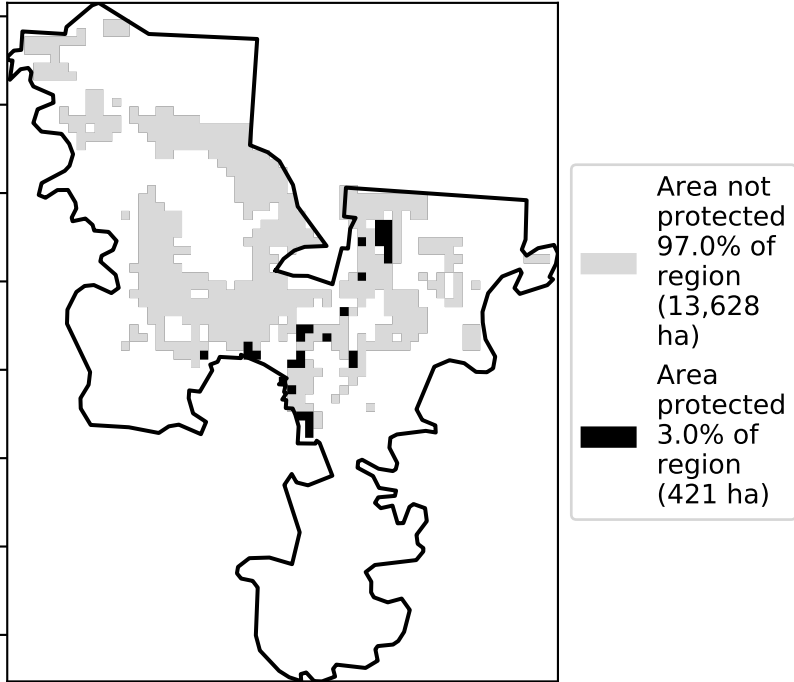 Area not
protected
97.0% of
region
(13,628
ha)
Area
protected
3.0% of
region
(421 ha)